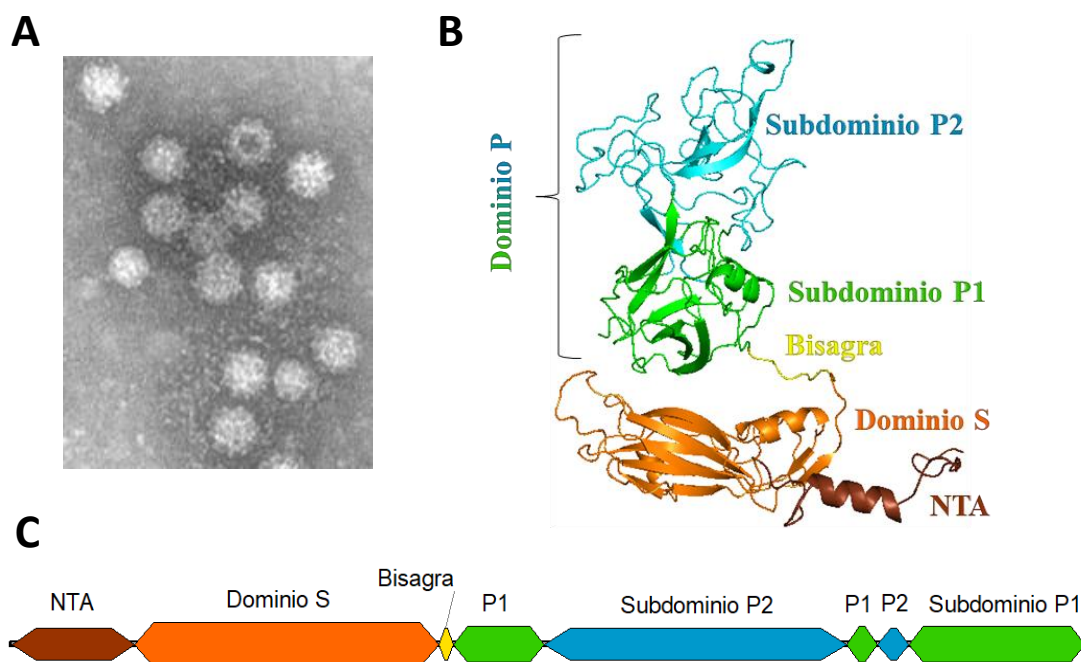 A
B
Dominio P
Subdominio P2
Subdominio P1
Bisagra
Dominio S
NTA
C
NTA
Dominio S
Bisagra
P1
Subdominio P2
P1
P2
Subdominio P1